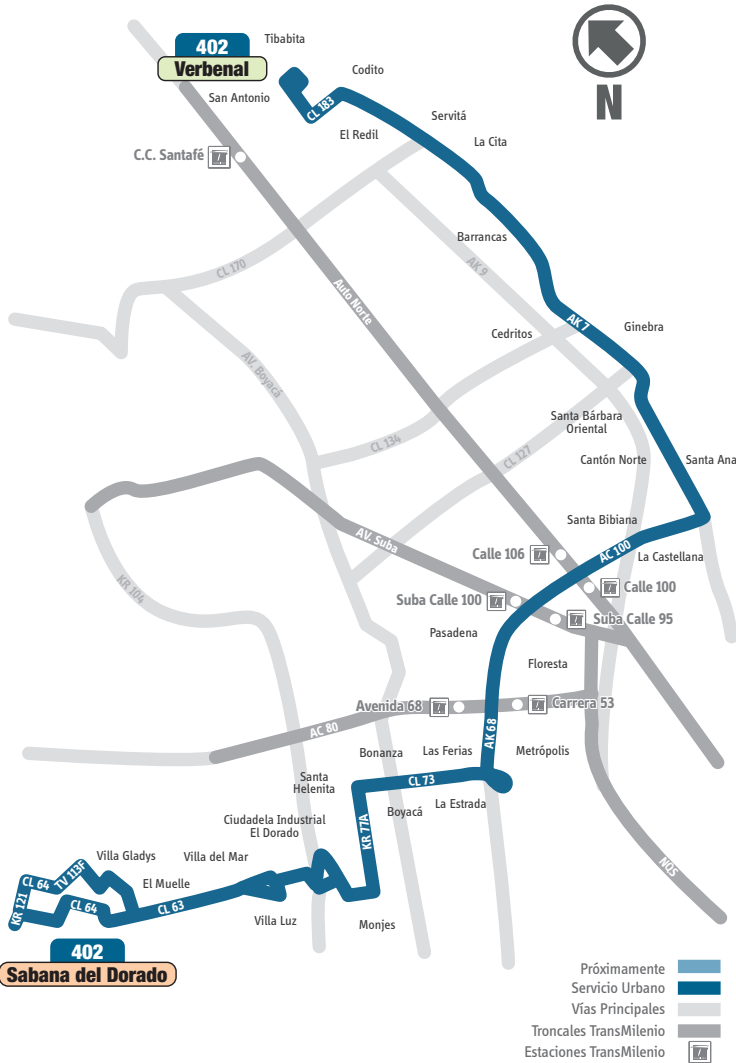 402
Verbenal
Tibabita
San Antonio
Codito
CL 183
El Redil
Servitá
La Cita
C.C. Santafé
N
Barrancas
CL 170
AK 9
Auto Norte
AK 7
Ginebra
Cedritos
AV. Boyacá
Santa Bárbara
Oriental
CL 134
CL 127
Cantón Norte
Santa Ana
Santa Bibiana
AV. Suba
Calle 106
AC 100
La Castellana
KR 104
Calle 100
Suba Calle 100
Suba Calle 95
Pasadena
Floresta
Avenida 68
Carrera 53
AC 80
AK 68
Bonanza
Las Ferias
Metrópolis
Santa
Helenita
CL 73
La Estrada
Boyacá
Ciudadela Industrial
El Dorado
KR 77A
NQS
Villa Gladys
Villa del Mar
CL 64
TV 113F
El Muelle
KR 121
CL 64
CL 63
Villa Luz
Monjes
402
Sabana del Dorado
Próximamente
Servicio Urbano
Vías Principales
Troncales TransMilenio
Estaciones TransMilenio